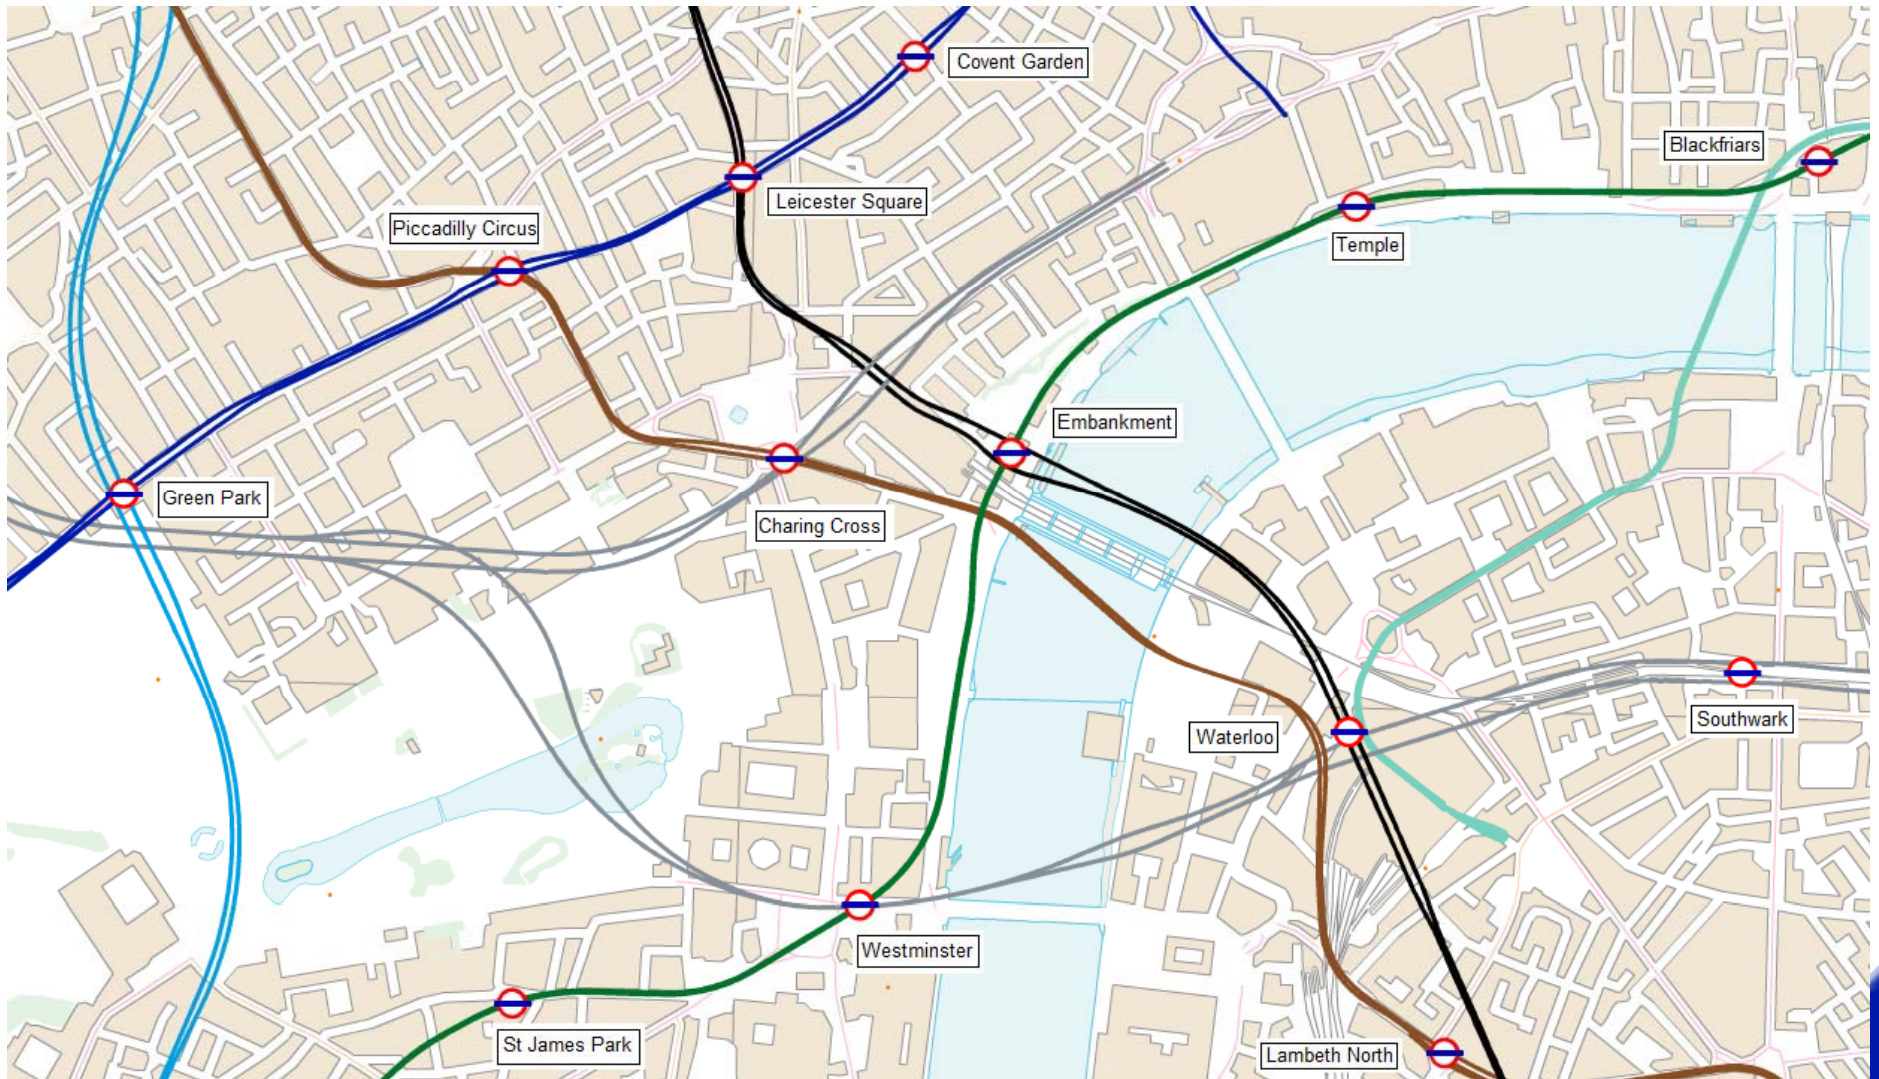 Covent Garden
Blackfriars
Leicester Square
Piccadilly Circus
Temple
Embankment
Green Park
Charing Cross
Southwark
Waterloo
Westminster
St James Park
Lambeth North